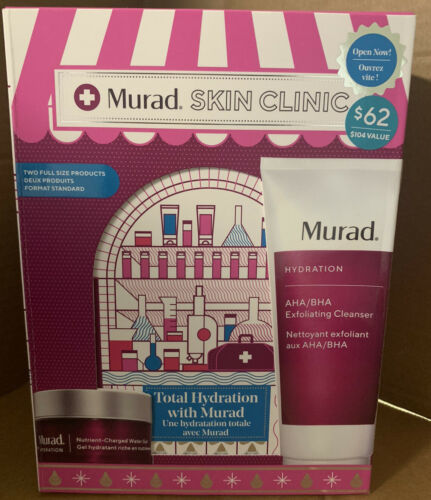 Open Now!
Ouvrez
vite!
Murad. SKIN CLINIC
$62
$104 VALUE
TWO FULL SIZE PRODUCTS
DEUX PRODUITS
FORMAT STANDARD
Murad.
HYDRATION
AHA/BHA
Exfoliating Cleanser
Nettoyant exfoliant
aux AHA/BHA
Total Hydration
with Murad
Une hydratation totale
avec Murad
Murad.
HYDRATION
Nutrient-Charged Water
Gel hydratant riche en